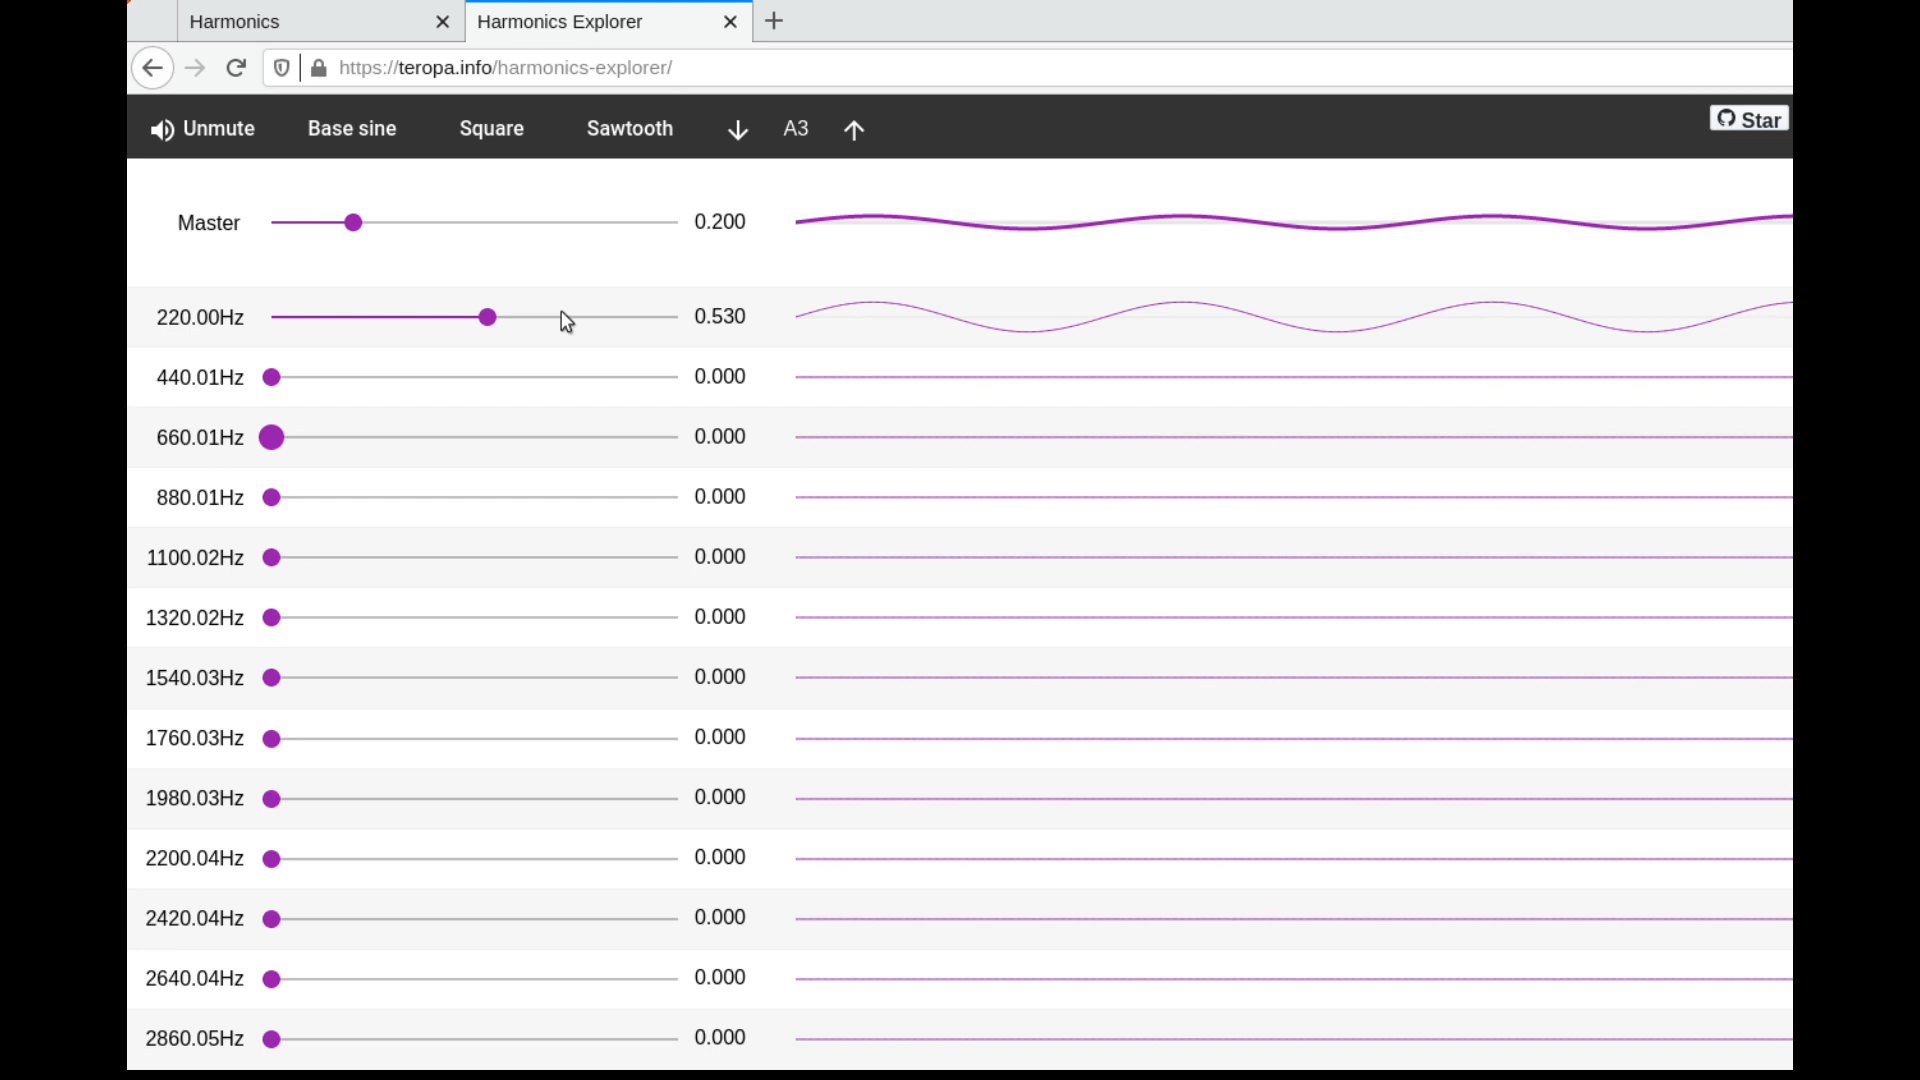 Harmonics
Harmonics Explorer
https://teropa.info/harmonics-explorer/
Unmute Base sine Square Sawtooth A3 Star
Master 0.200
220.00Hz 0.530
440.01Hz 0.000
660.01Hz 0.000
880.01Hz 0.000
1100.02Hz 0.000
1320.02Hz 0.000
1540.03Hz 0.000
1760.03Hz 0.000
1980.03Hz 0.000
2200.04Hz 0.000
2420.04Hz 0.000
2640.04Hz 0.000
2860.05Hz 0.000